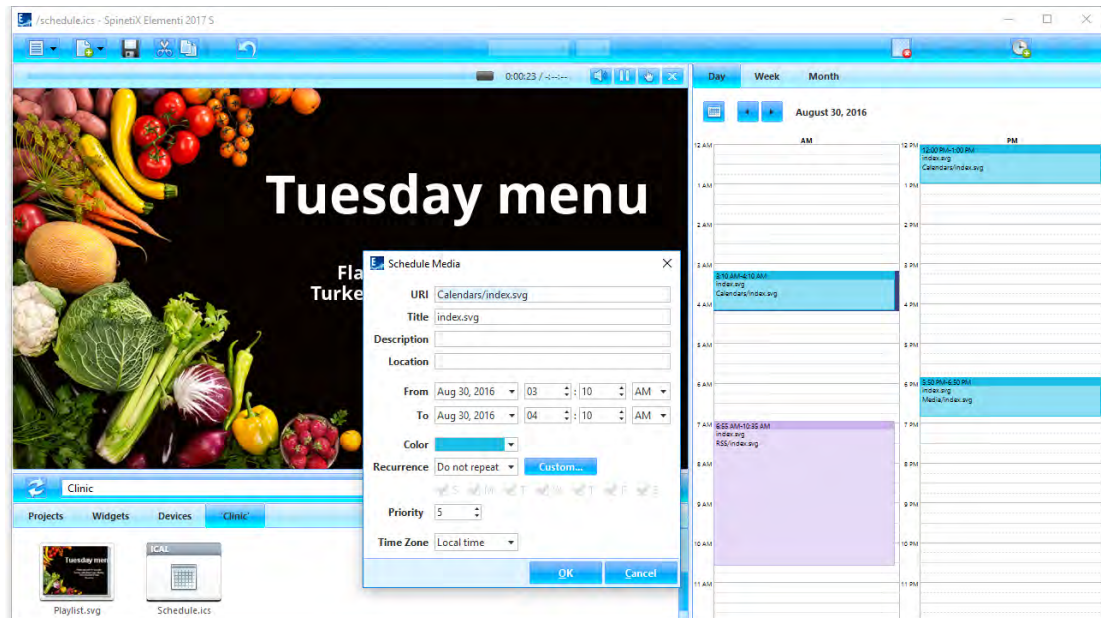 /schedule.ics - SpinetiX Elementi 2017 S
0:00:23 / -:--:--
Tuesday menu
Fla
Turke
Schedule Media
URI Calendars/index.svg
Title index.svg
Description
Location
From Aug 30, 2016 03 : 10 AM
To Aug 30, 2016 04 : 10 AM
Color
Recurrence Do not repeat Custom...
S M T W T F S
Priority 5
Time Zone Local time
OK Cancel
Clinic
Projects Widgets Devices 'Clinic'
Tuesday men
Playlist.svg
ICAL
Schedule.ics
Day Week Month
August 30, 2016
AM PM
12 AM
1 AM
2 AM
3 AM
3:10 AM-4:10 AM
index.svg
Calendars/index.svg
4 AM
5 AM
6 AM
7 AM
6:55 AM-10:35 AM
index.svg
RSS/index.svg
8 AM
9 AM
10 AM
11 AM
12 PM
12:00 PM-1:00 PM
index.svg
Calendars/index.svg
1 PM
2 PM
3 PM
4 PM
5 PM
6 PM
5:50 PM-6:50 PM
index.svg
Media/index.svg
7 PM
8 PM
9 PM
10 PM
11 PM